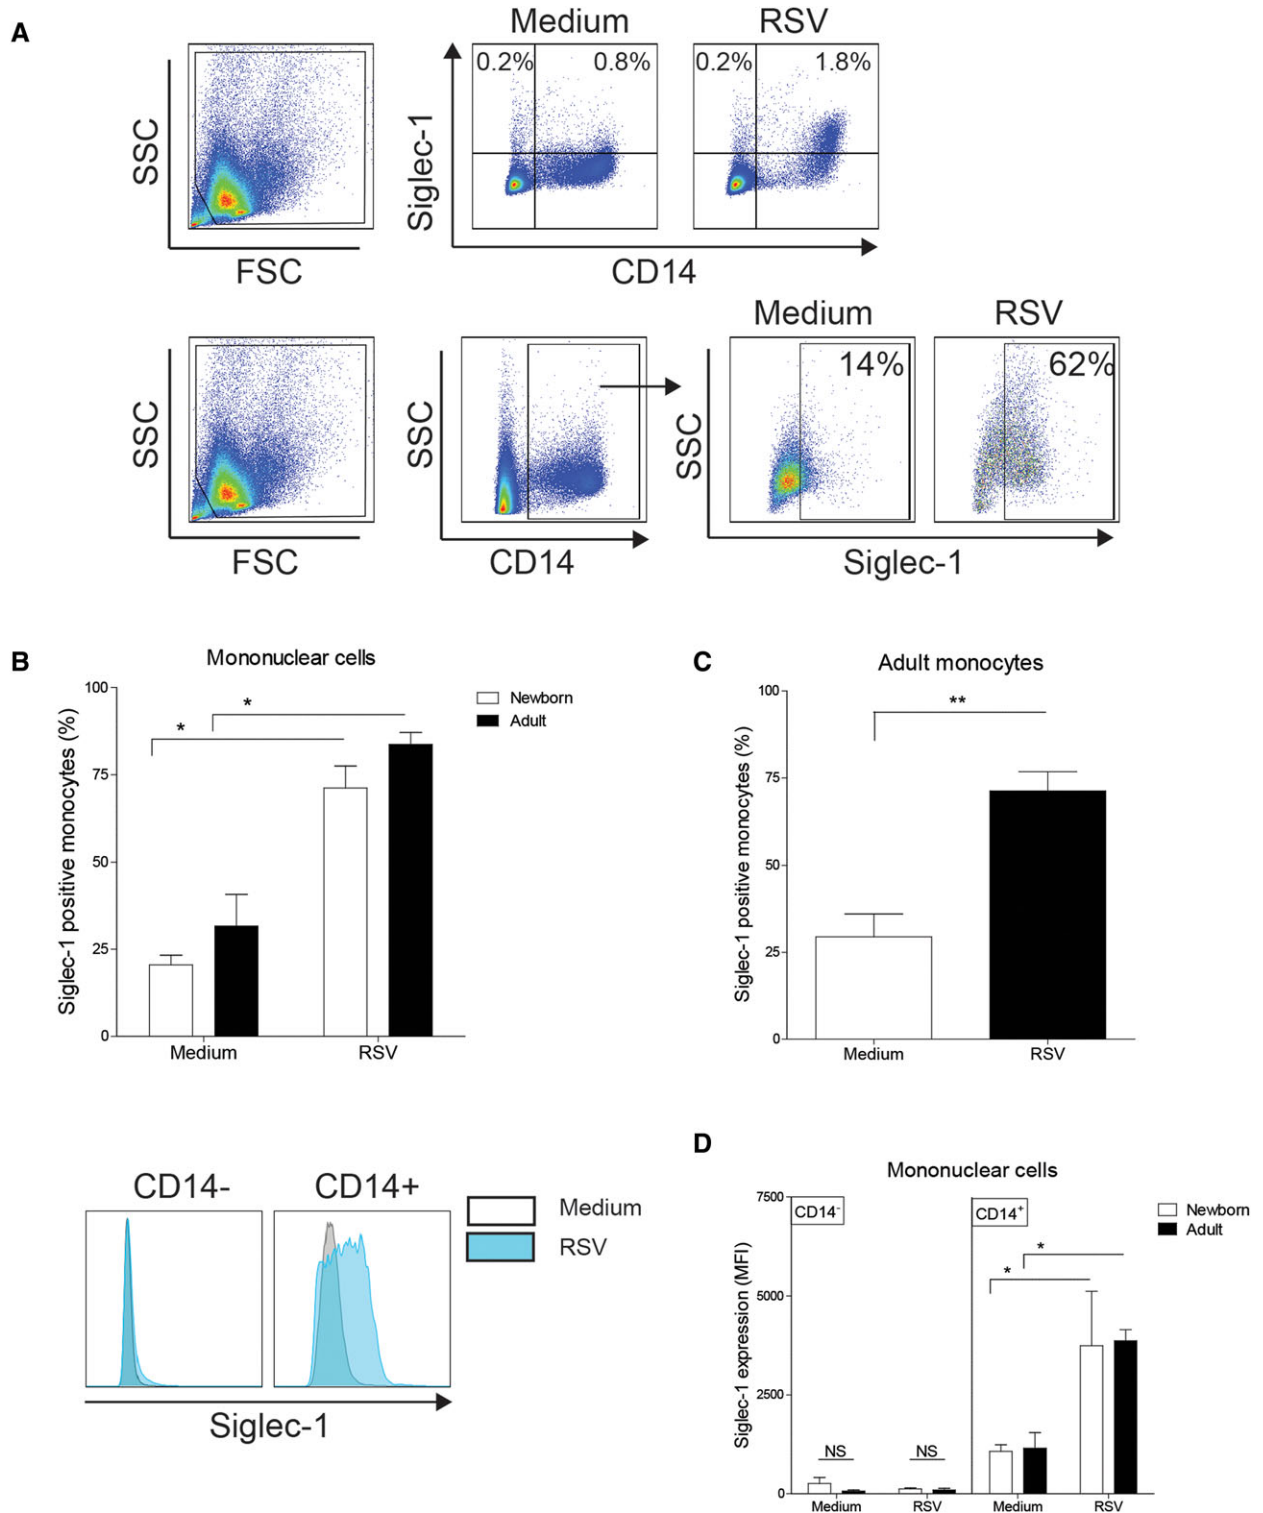 A
Medium RSV
SSC
FSC
Siglec-1
0.2% 0.8%
0.2% 1.8%
CD14
SSC
FSC
SSC
CD14
Medium RSV
SSC
14% 62%
Siglec-1
B
Mononuclear cells
Siglec-1 positive monocytes (%)
100
75
50
25
0
* *
Newborn
Adult
Medium RSV
C
Adult monocytes
Siglec-1 positive monocytes (%)
100
75
50
25
0
**
Medium RSV
CD14- CD14+
Medium
RSV
Siglec-1
D
Mononuclear cells
Siglec-1 expression (MFI)
7500
5000
2500
0
CD14⁻ CD14⁺
NS NS * *
Newborn
Adult
Medium RSV Medium RSV